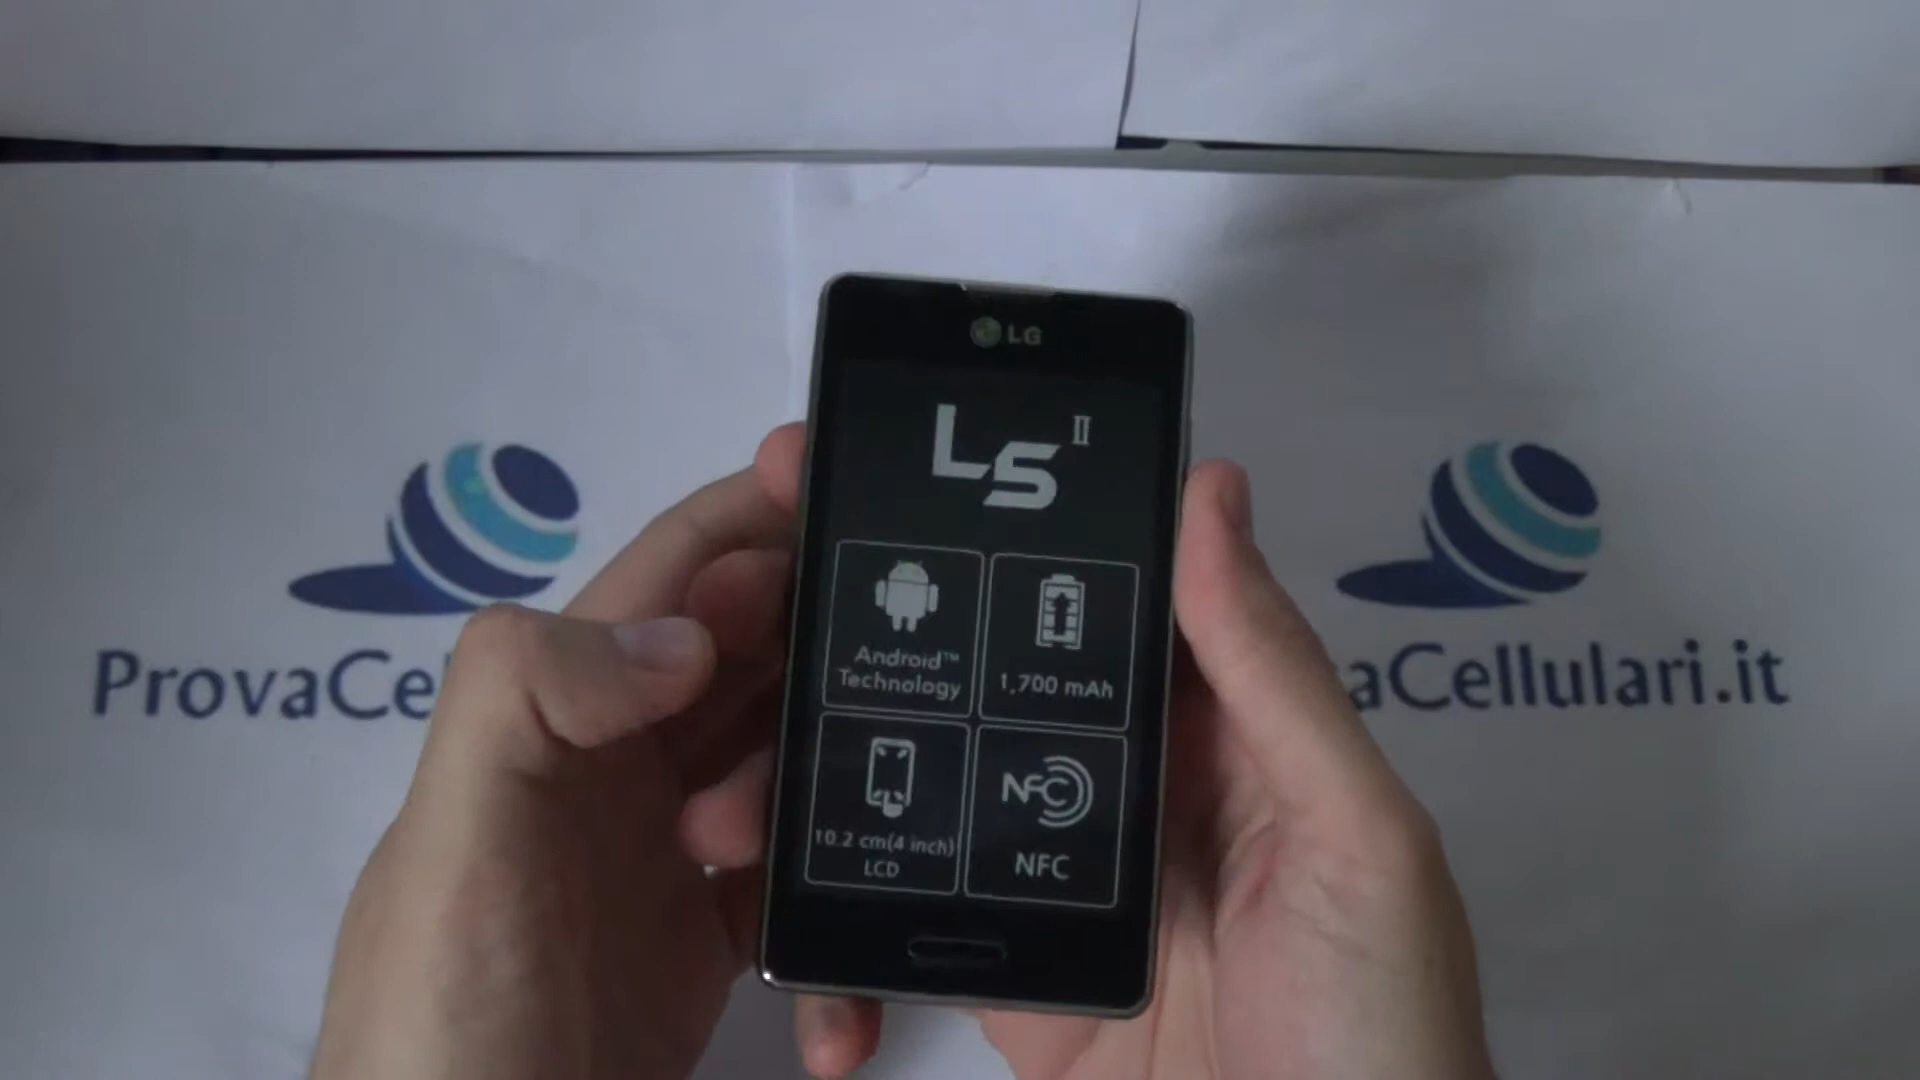 LG
L5 II
Android™
Technology
1,700 mAh
10.2 cm(4 inch)
LCD
NFC
NFC
ProvaCel
aCellulari.it